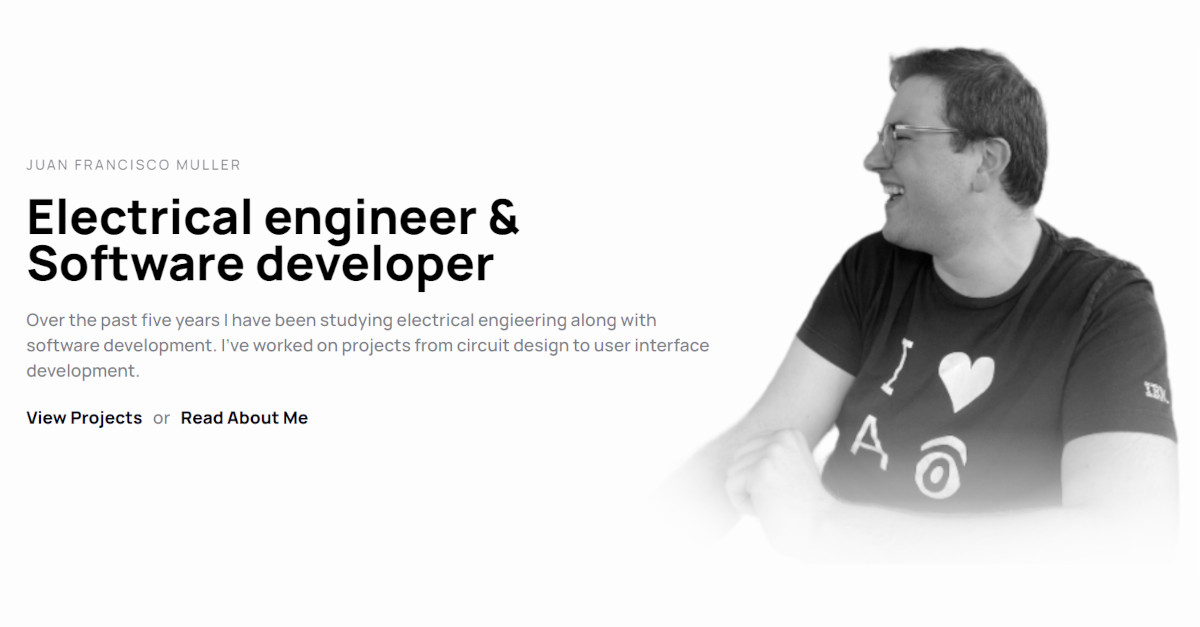 JUAN FRANCISCO MULLER
Electrical engineer &
Software developer
Over the past five years I have been studying electrical engieering along with
software development. I've worked on projects from circuit design to user interface
development.
View Projects or Read About Me
I
A
IBM